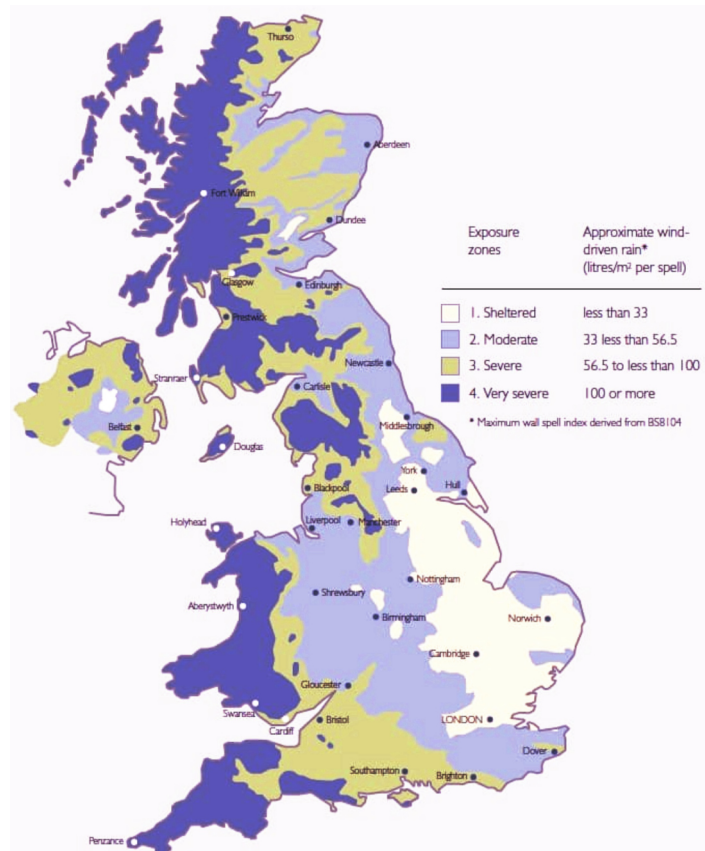 Thurso
Aberdeen
Fort William
Dundee
Glasgow
Edinburgh
Prestwick
Newcastle
Stranraer
Carlisle
Middlesbrough
Belfast
Douglas
York
Blackpool
Leeds
Hull
Holyhead
Liverpool
Manchester
Nottingham
Shrewsbury
Aberystwyth
Birmingham
Norwich
Cambridge
Gloucester
Swansea
Cardiff
Bristol
LONDON
Dover
Southampton
Brighton
Penzance
Exposure zones
Approximate wind-
driven rain*
(litres/m² per spell)
1. Sheltered less than 33
2. Moderate 33 less than 56.5
3. Severe 56.5 to less than 100
4. Very severe 100 or more
* Maximum wall spell index derived from BS8104